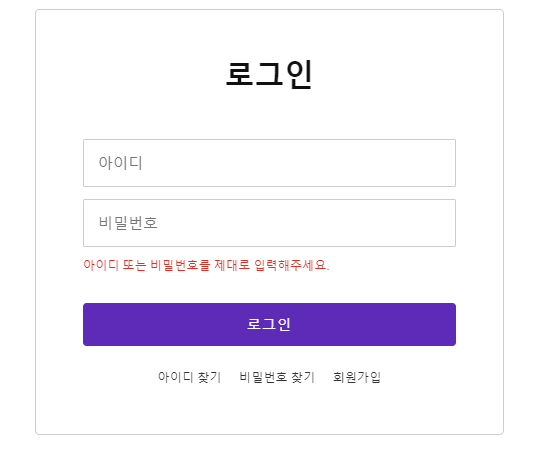 로그인
아이디
비밀번호
아이디 또는 비밀번호를 제대로 입력해주세요.
로그인
아이디 찾기 비밀번호 찾기 회원가입